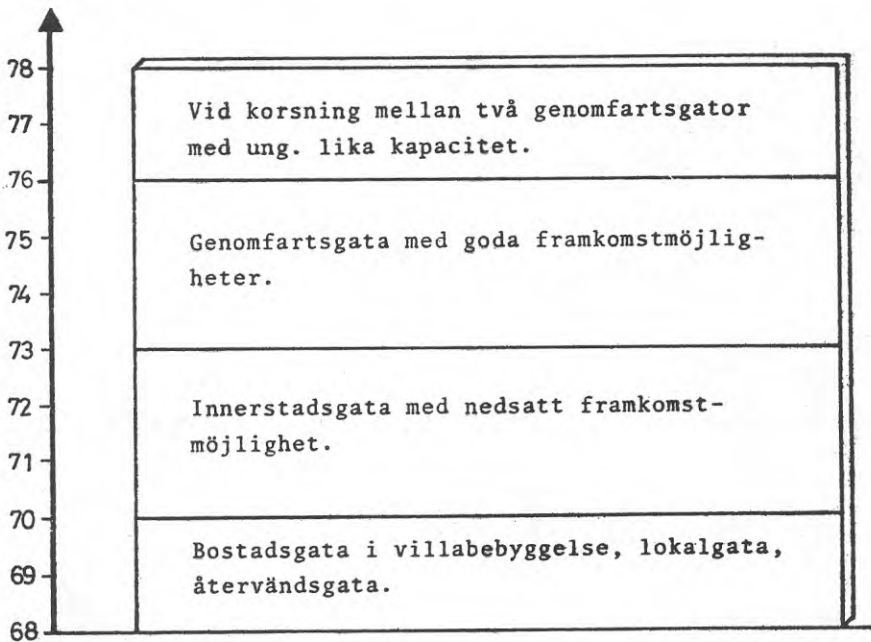 78
77
76
75
74
73
72
71
70
69
68
Vid korsning mellan två genomfartsgator
med ung. lika kapacitet.
Genomfartsgata med goda framkomstmöjlig-
heter.
Innerstadsgata med nedsatt framkomst-
möjlighet.
Bostadsgata i villabebyggelse, lokalgata,
återvändsgata.